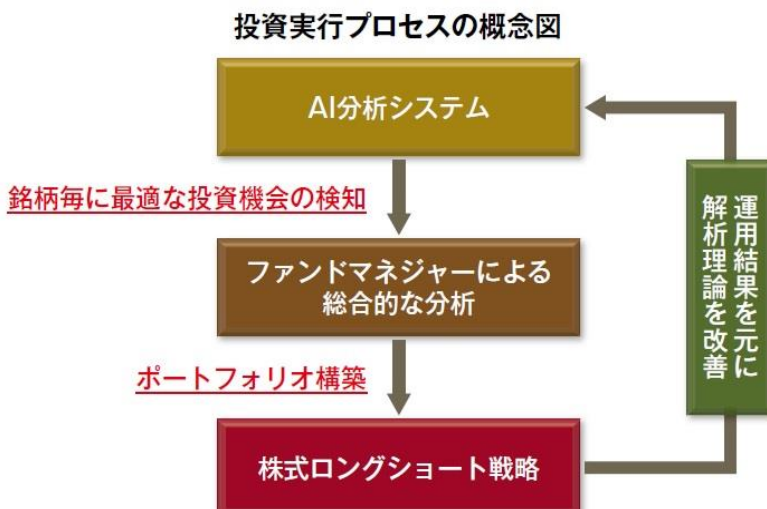 投資実行プロセスの概念図
AI分析システム
銘柄毎に最適な投資機会の検知
ファンドマネジャーによる
総合的な分析
ポートフォリオ構築
株式ロングショート戦略
運用結果を元に
解析理論を改善